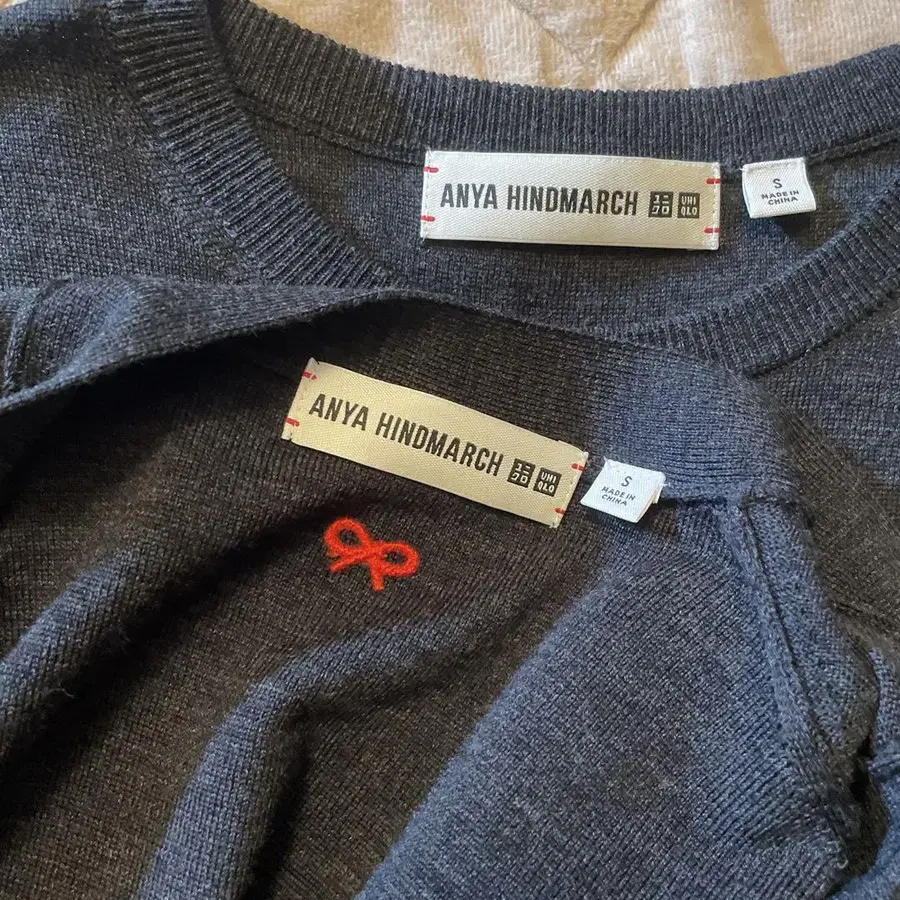 ANYA HINDMARCH ユニ クロ UNI QLO
S
MADE IN
CHINA
ANYA HINDMARCH ユニ クロ UNI QLO
S
MADE IN
CHINA